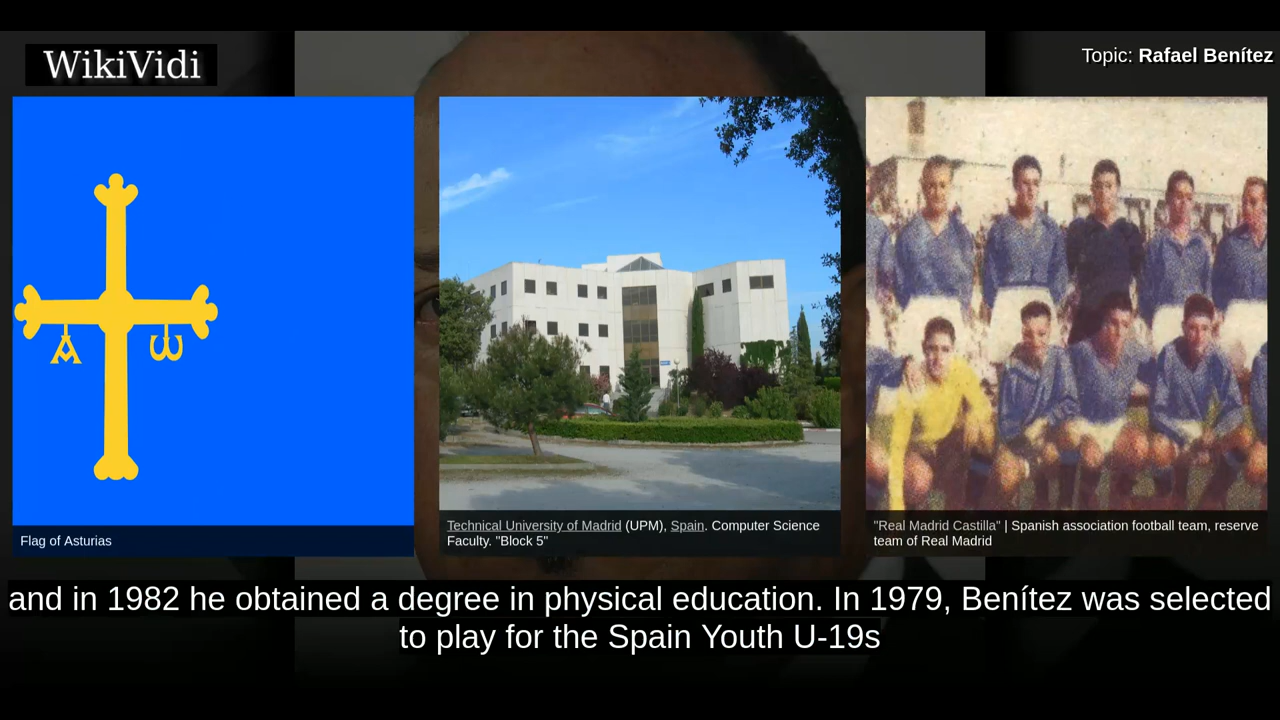 WikiVidi
Topic: Rafael Benítez
Flag of Asturias
Technical University of Madrid (UPM), Spain. Computer Science
Faculty. "Block 5"
"Real Madrid Castilla" | Spanish association football team, reserve
team of Real Madrid
and in 1982 he obtained a degree in physical education. In 1979, Benítez was selected
to play for the Spain Youth U-19s